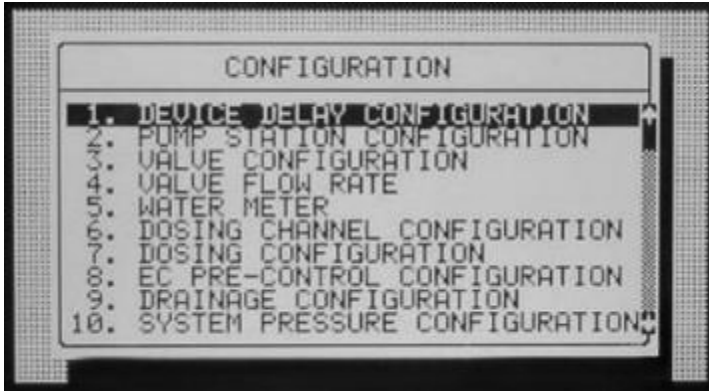 CONFIGURATION
1. DEVICE DELAY CONFIGURATION
2. PUMP STATION CONFIGURATION
3. VALVE CONFIGURATION
4. VALVE FLOW RATE
5. WATER METER
6. DOSING CHANNEL CONFIGURATION
7. DOSING CONFIGURATION
8. EC PRE-CONTROL CONFIGURATION
9. DRAINAGE CONFIGURATION
10. SYSTEM PRESSURE CONFIGURATION